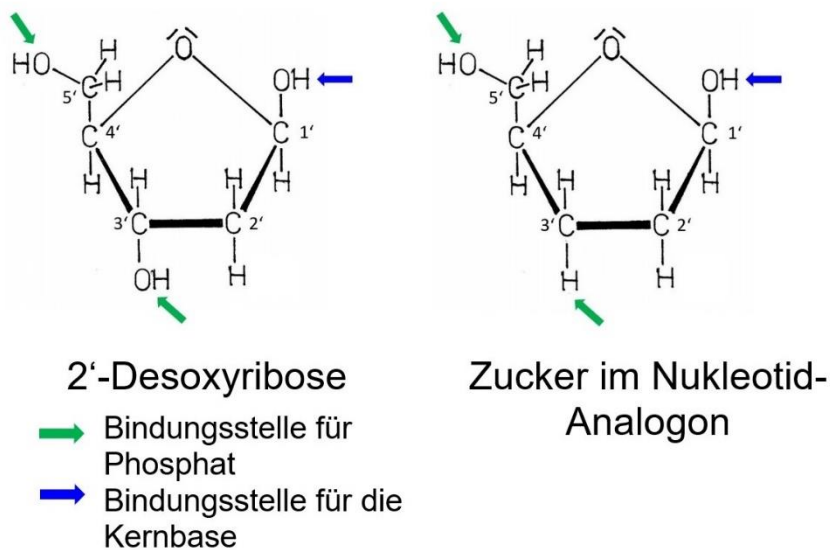 O
O
HO
H
OH
HO
H
OH
C
H
C
H
5‘
5‘
C
4‘
C
1‘
C
4‘
C
1‘
H
H
H
H
H
H
H
H
3‘
C
C
2‘
3‘
C
C
2‘
OH
H
H
H
2‘-Desoxyribose
Zucker im Nukleotid-
Analogon
Bindungsstelle für
Phosphat
Bindungsstelle für die
Kernbase